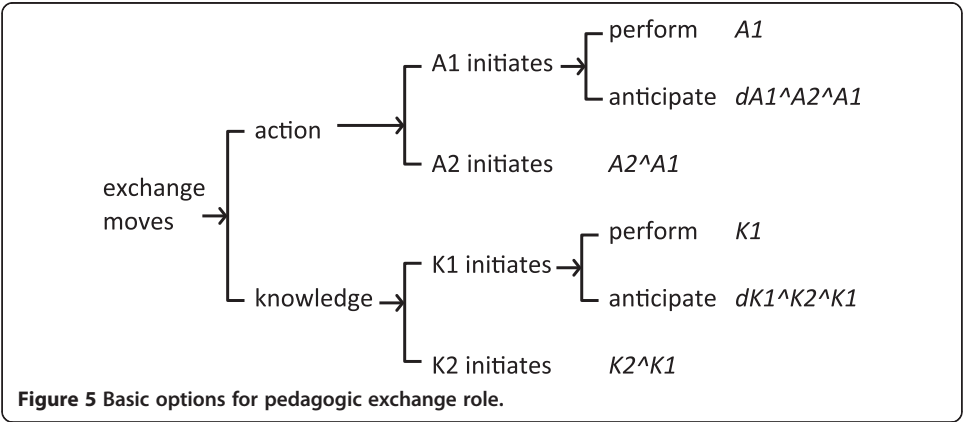 perform A1
A1 initiates
anticipate dA1^A2^A1
action
A2 initiates A2^A1
exchange
moves
perform K1
K1 initiates
anticipate dK1^K2^K1
knowledge
K2 initiates K2^K1
Figure 5 Basic options for pedagogic exchange role.